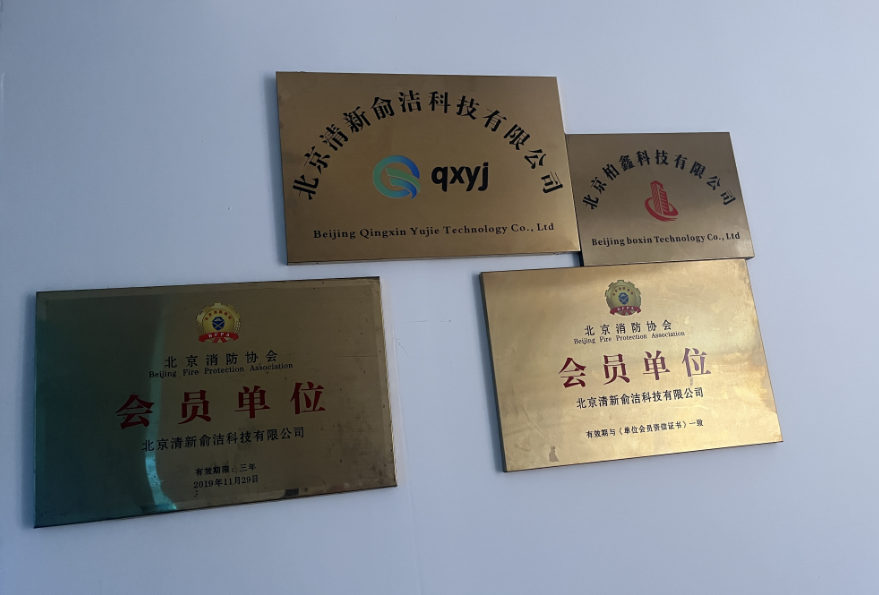 北京清新俞洁科技有限公司
qxyj
Beijing Qingxin Yujie Technology Co., Ltd
北京柏鑫科技有限公司
Beijing boxin Technology Co., Ltd
北京消防协会
Beijing Fire Protection Association
会员单位
北京清新俞洁科技有限公司
有效期限：三年
2019年11月29日
北京消防协会
Beijing Fire Protection Association
会员单位
北京清新俞洁科技有限公司
有效期与《单位会员资信证书》一致